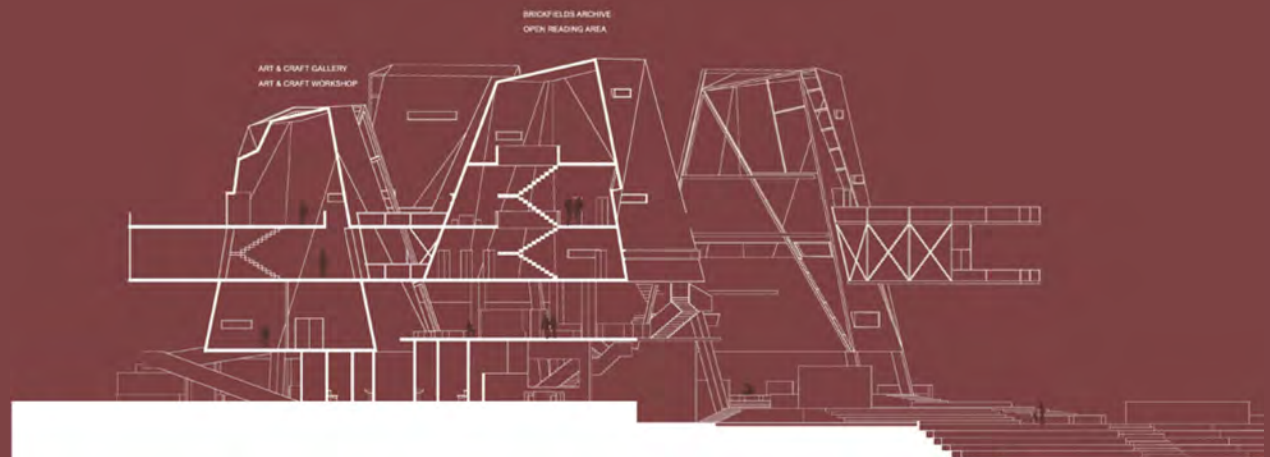 BRICKFIELDS ARCHIVE
OPEN READING AREA
ART & CRAFT GALLERY
ART & CRAFT WORKSHOP